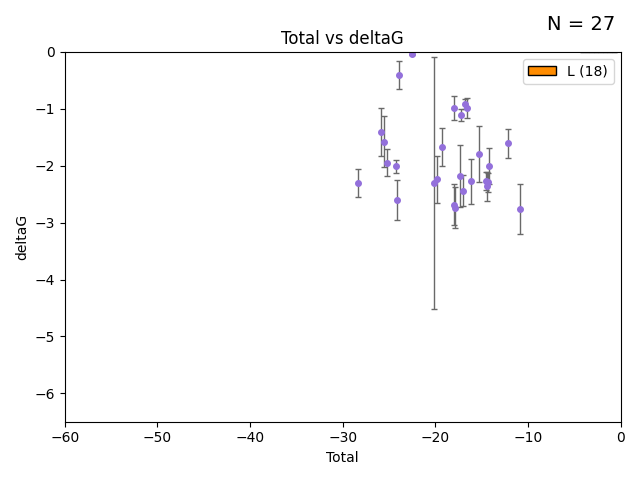 N = 27
Total vs deltaG
L (18)
0
−1
−2
−3
−4
−5
−6
deltaG
−60
−50
−40
−30
−20
−10
0
Total